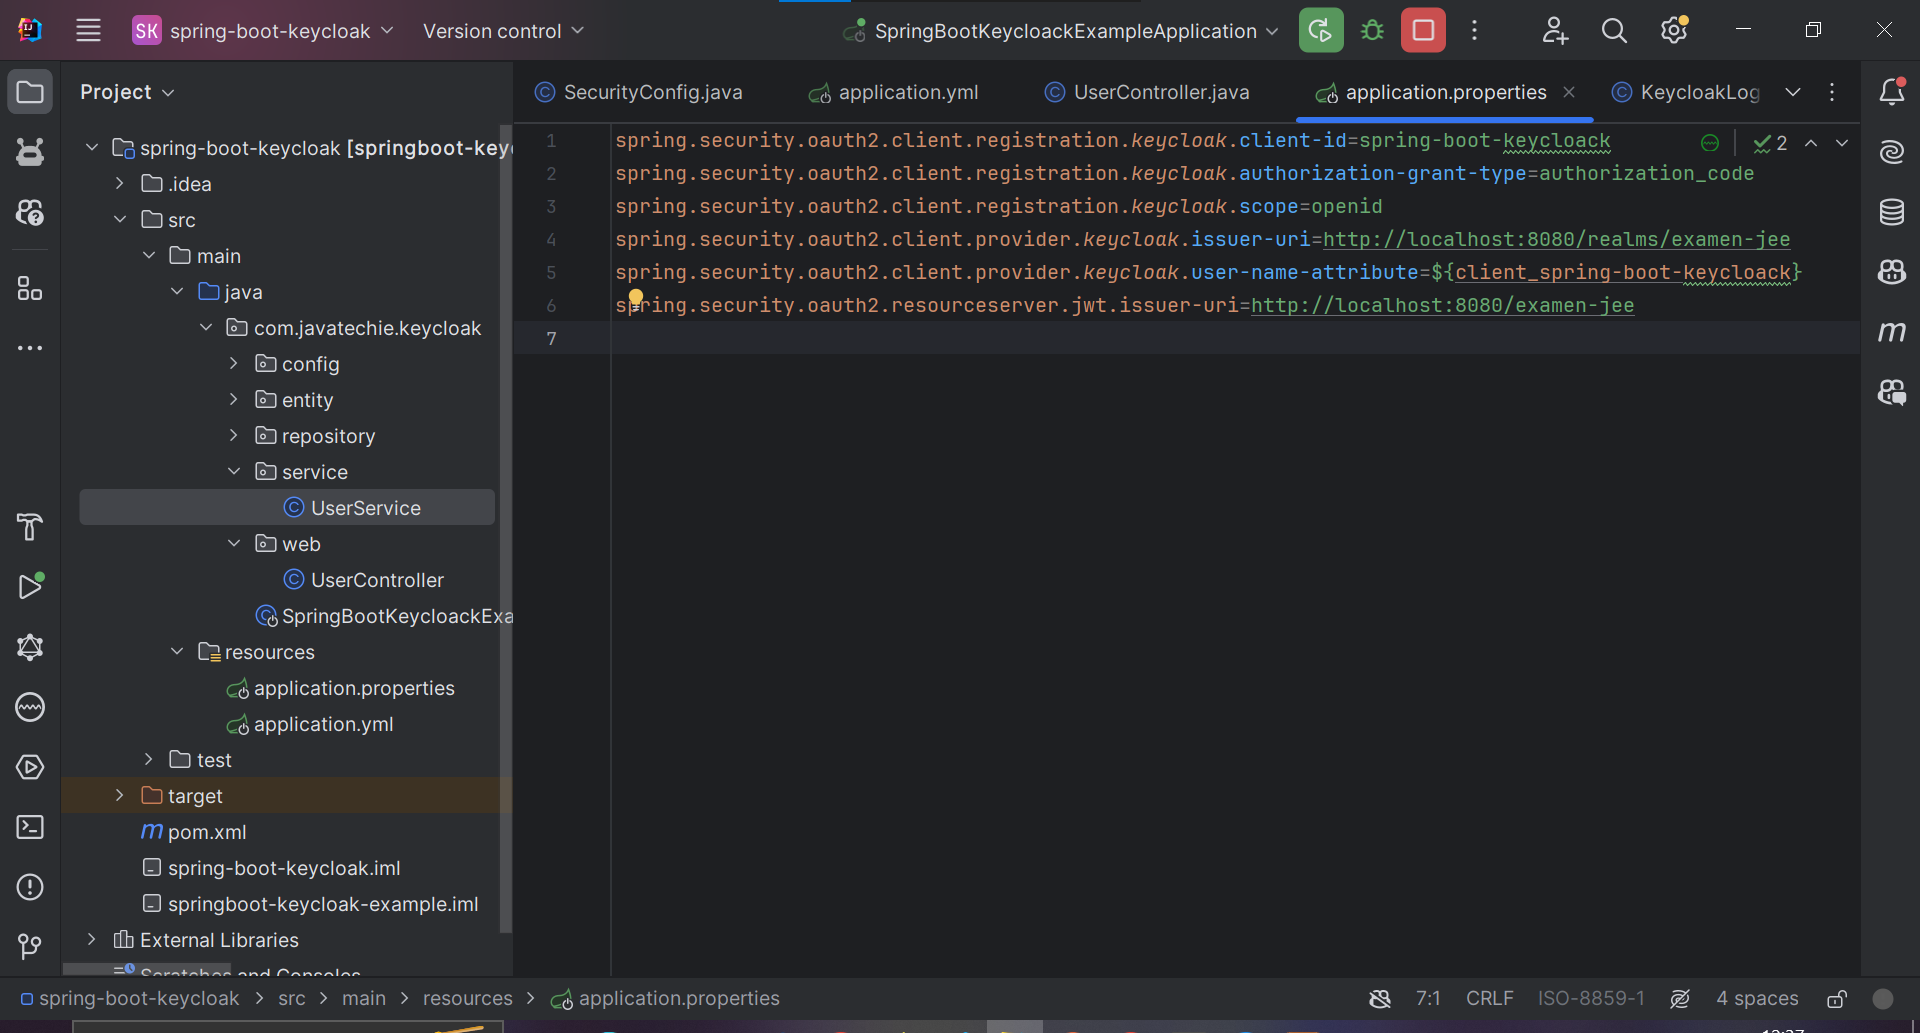 SK spring-boot-keycloak Version control SpringBootKeycloackExampleApplication
Project
SecurityConfig.java application.yml UserController.java application.properties KeycloakLog
spring-boot-keycloak [springboot-key
.idea
src
main
java
com.javatechie.keycloak
config
entity
repository
service
UserService
web
UserController
SpringBootKeycloackExa
resources
application.properties
application.yml
test
target
m pom.xml
spring-boot-keycloak.iml
springboot-keycloak-example.iml
External Libraries
Scratches and Consoles
1 spring.security.oauth2.client.registration.keycloak.client-id=spring-boot-keycloack
2 spring.security.oauth2.client.registration.keycloak.authorization-grant-type=authorization_code
3 spring.security.oauth2.client.registration.keycloak.scope=openid
4 spring.security.oauth2.client.provider.keycloak.issuer-uri=http://localhost:8080/realms/examen-jee
5 spring.security.oauth2.client.provider.keycloak.user-name-attribute=${client_spring-boot-keycloack}
6 spring.security.oauth2.resourceserver.jwt.issuer-uri=http://localhost:8080/examen-jee
7
2
m
spring-boot-keycloak > src > main > resources > application.properties
7:1 CRLF ISO-8859-1 4 spaces